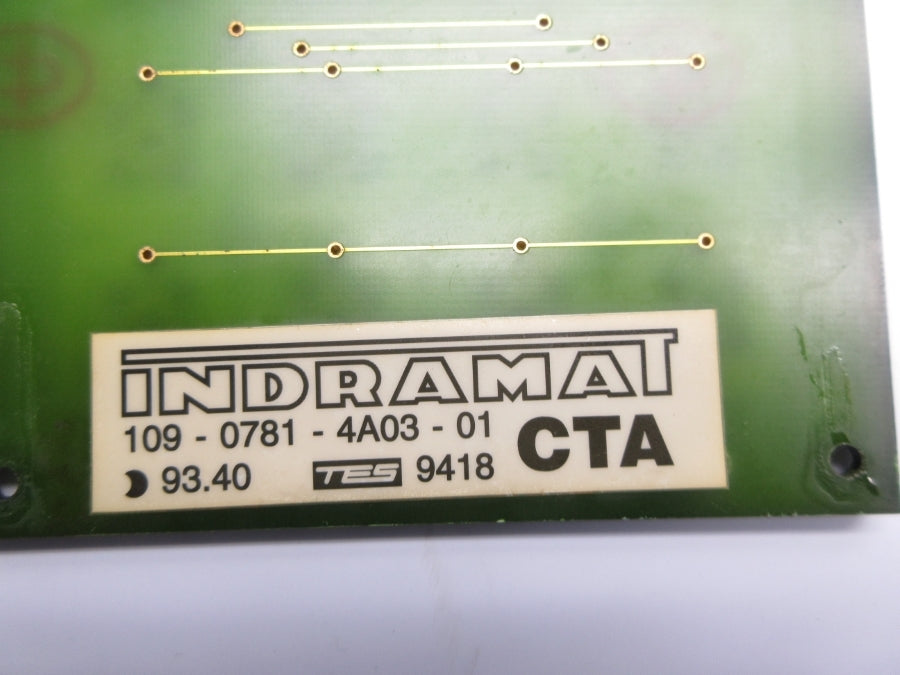 INDRAMAT
109 - 0781 - 4A03 - 01 CTA
93.40 TES 9418